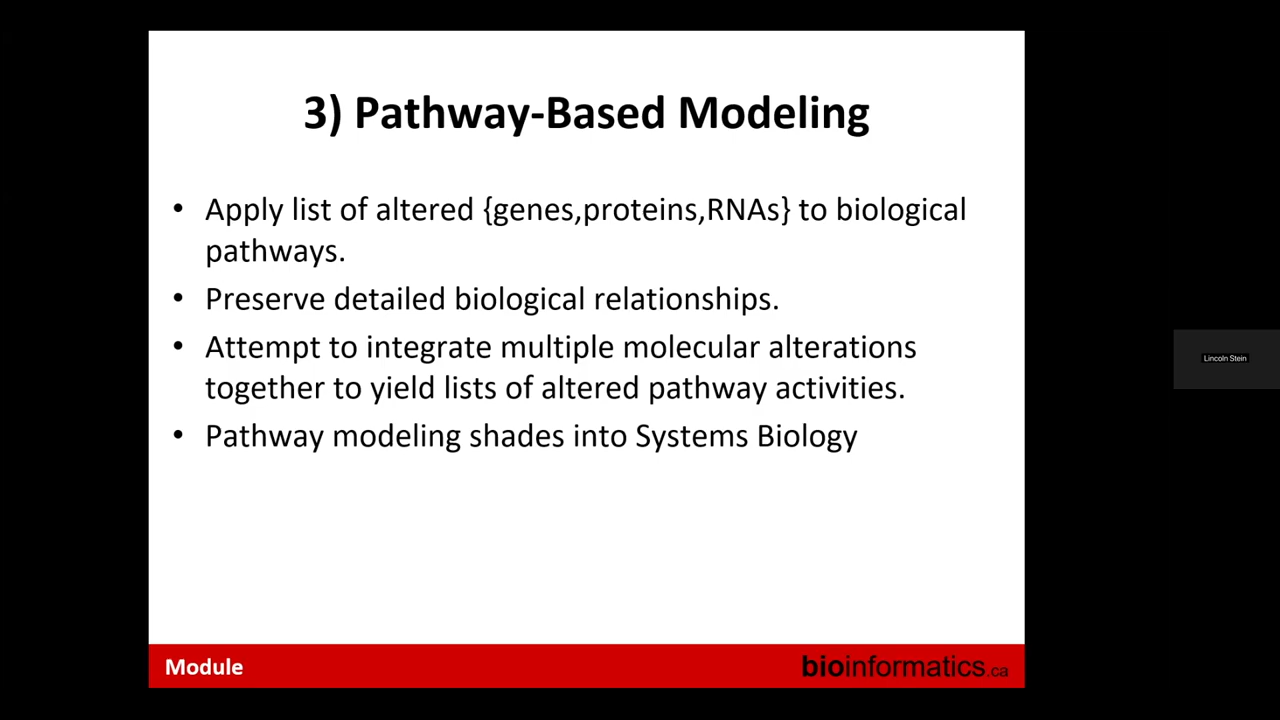 3) Pathway-Based Modeling
• Apply list of altered {genes,proteins,RNAs} to biological
pathways.
• Preserve detailed biological relationships.
• Attempt to integrate multiple molecular alterations
together to yield lists of altered pathway activities.
• Pathway modeling shades into Systems Biology
Lincoln Stein
Module
bioinformatics.ca